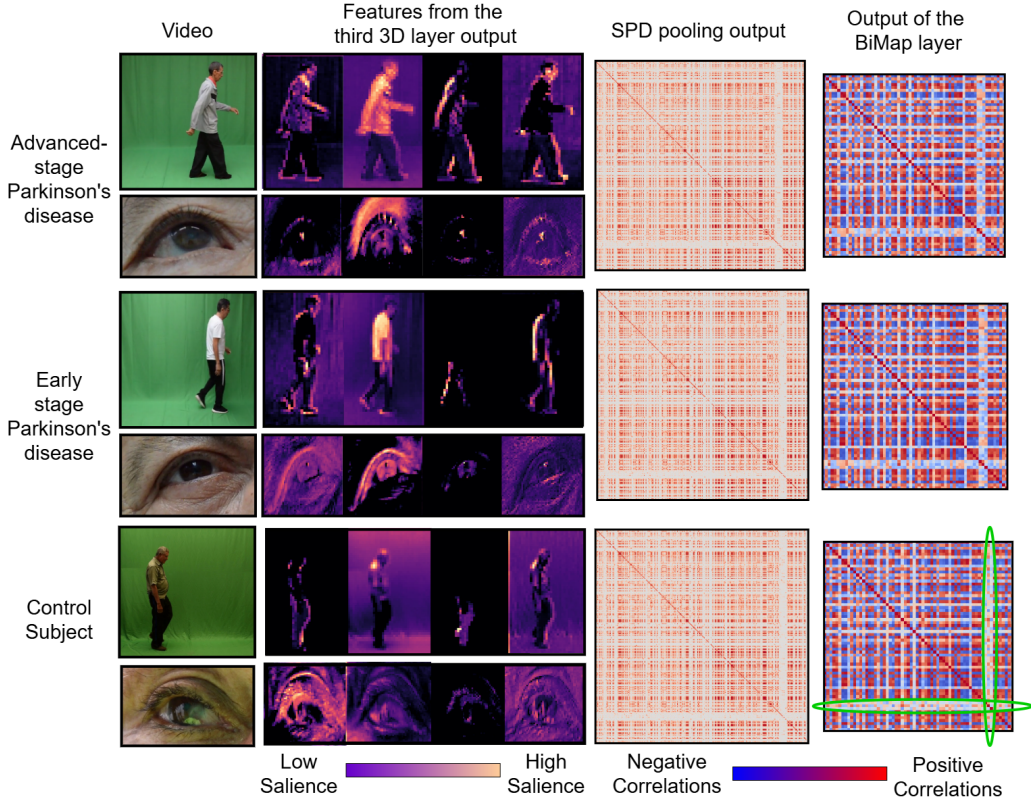 Video
Features from the
third 3D layer output
SPD pooling output
Output of the
BiMap layer
Advanced-
stage
Parkinson's
disease
Early
stage
Parkinson's
disease
Control
Subject
Low
Salience
High
Salience
Negative
Correlations
Positive
Correlations